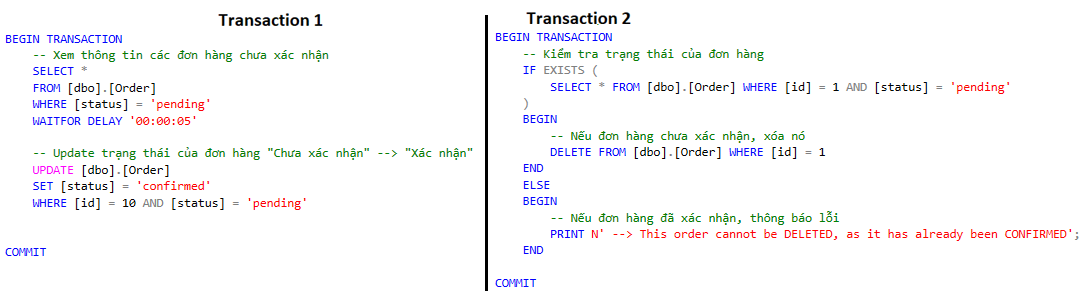 Transaction 1
BEGIN TRANSACTION
-- Xem thông tin các đơn hàng chưa xác nhận
SELECT *
FROM [dbo].[Order]
WHERE [status] = 'pending'
WAITFOR DELAY '00:00:05'
-- Update trạng thái của đơn hàng "Chưa xác nhận" --> "Xác nhận"
UPDATE [dbo].[Order]
SET [status] = 'confirmed'
WHERE [id] = 10 AND [status] = 'pending'
COMMIT
Transaction 2
BEGIN TRANSACTION
-- Kiểm tra trạng thái của đơn hàng
IF EXISTS (
SELECT * FROM [dbo].[Order] WHERE [id] = 1 AND [status] = 'pending'
)
BEGIN
-- Nếu đơn hàng chưa xác nhận, xóa nó
DELETE FROM [dbo].[Order] WHERE [id] = 1
END
ELSE
BEGIN
-- Nếu đơn hàng đã xác nhận, thông báo lỗi
PRINT N' --> This order cannot be DELETED, as it has already been CONFIRMED';
END
COMMIT